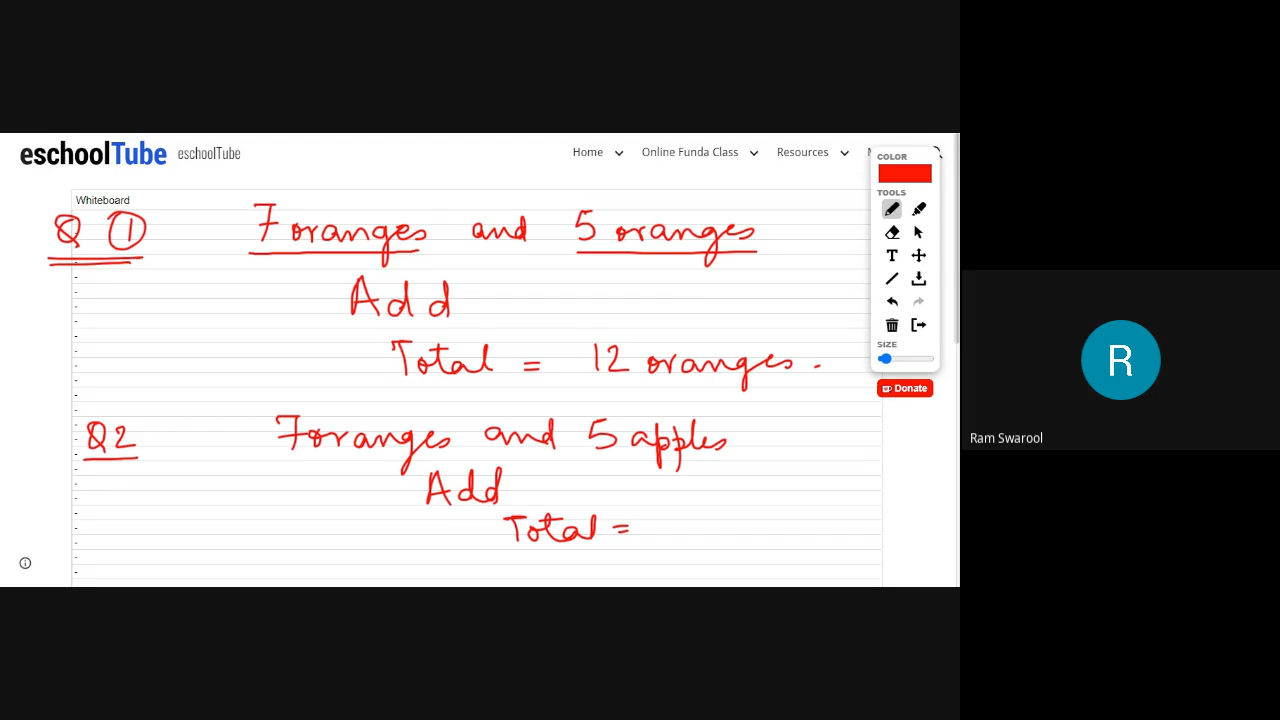 eschoolTube eschoolTube Home Online Funda Class Resources
COLOR
TOOLS
Whiteboard
Q 1 7 oranges and 5 oranges
Add
T
Total = 12 oranges.
SIZE
Donate
Q2 7 oranges and 5 apples
Add
Total =
R
Ram Swarool